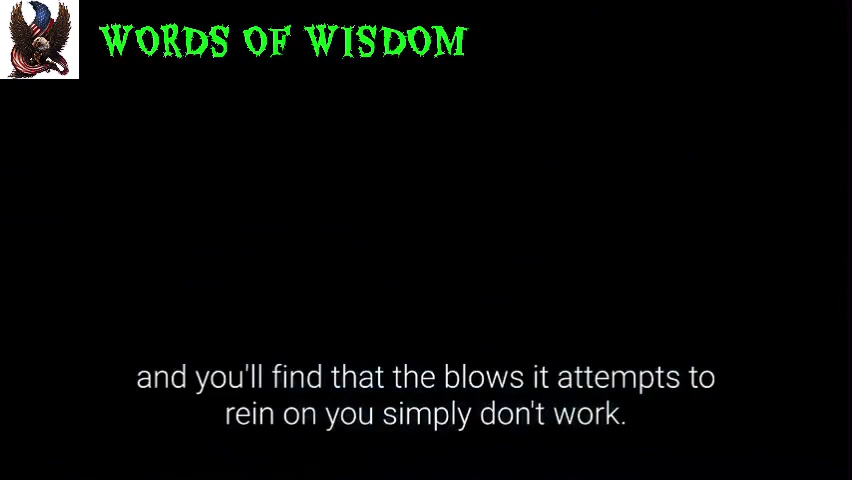 WORDS OF WISDOM
and you'll find that the blows it attempts to
rein on you simply don't work.